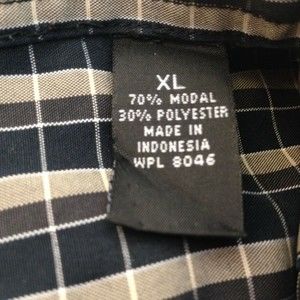 XL
70% MODAL
30% POLYESTER
MADE IN
INDONESIA
WPL 8046